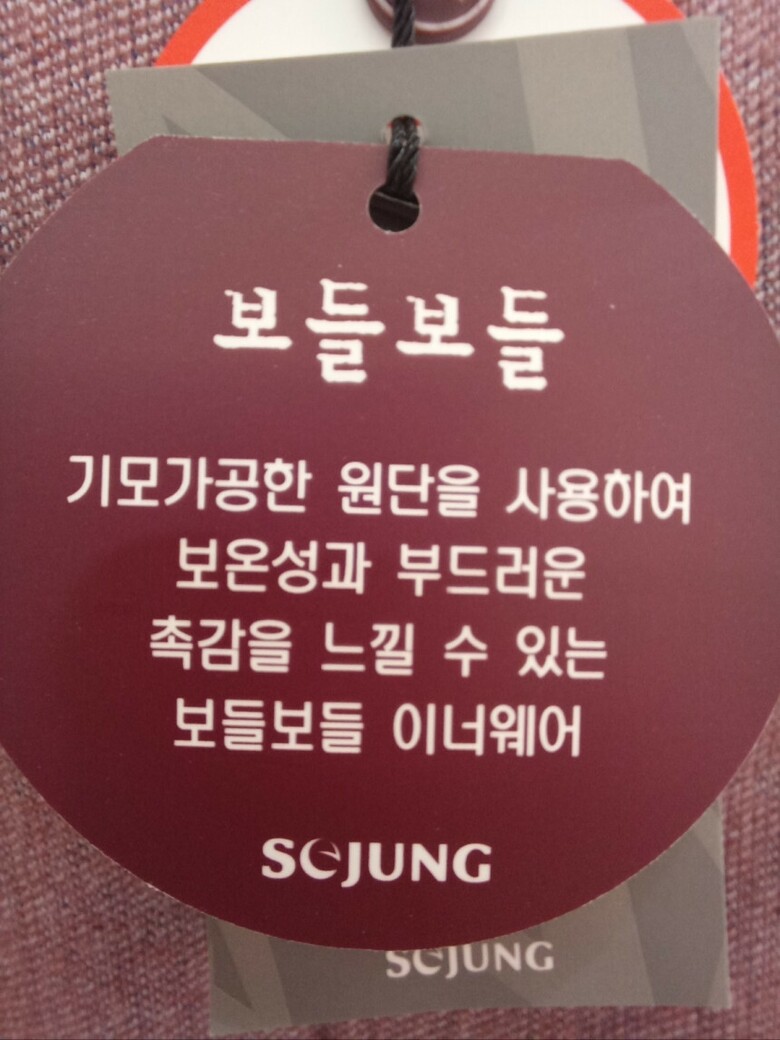 보들보들
기모가공한 원단을 사용하여
보온성과 부드러운
촉감을 느낄 수 있는
보들보들 이너웨어
SeJUNG
SeJUNG